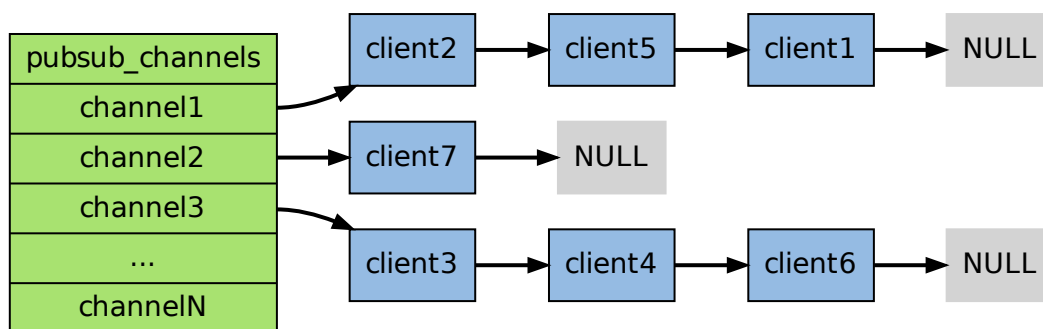 pubsub_channels
channel1
channel2
channel3
...
channelN
client2 client5 client1 NULL
client7 NULL
client3 client4 client6 NULL